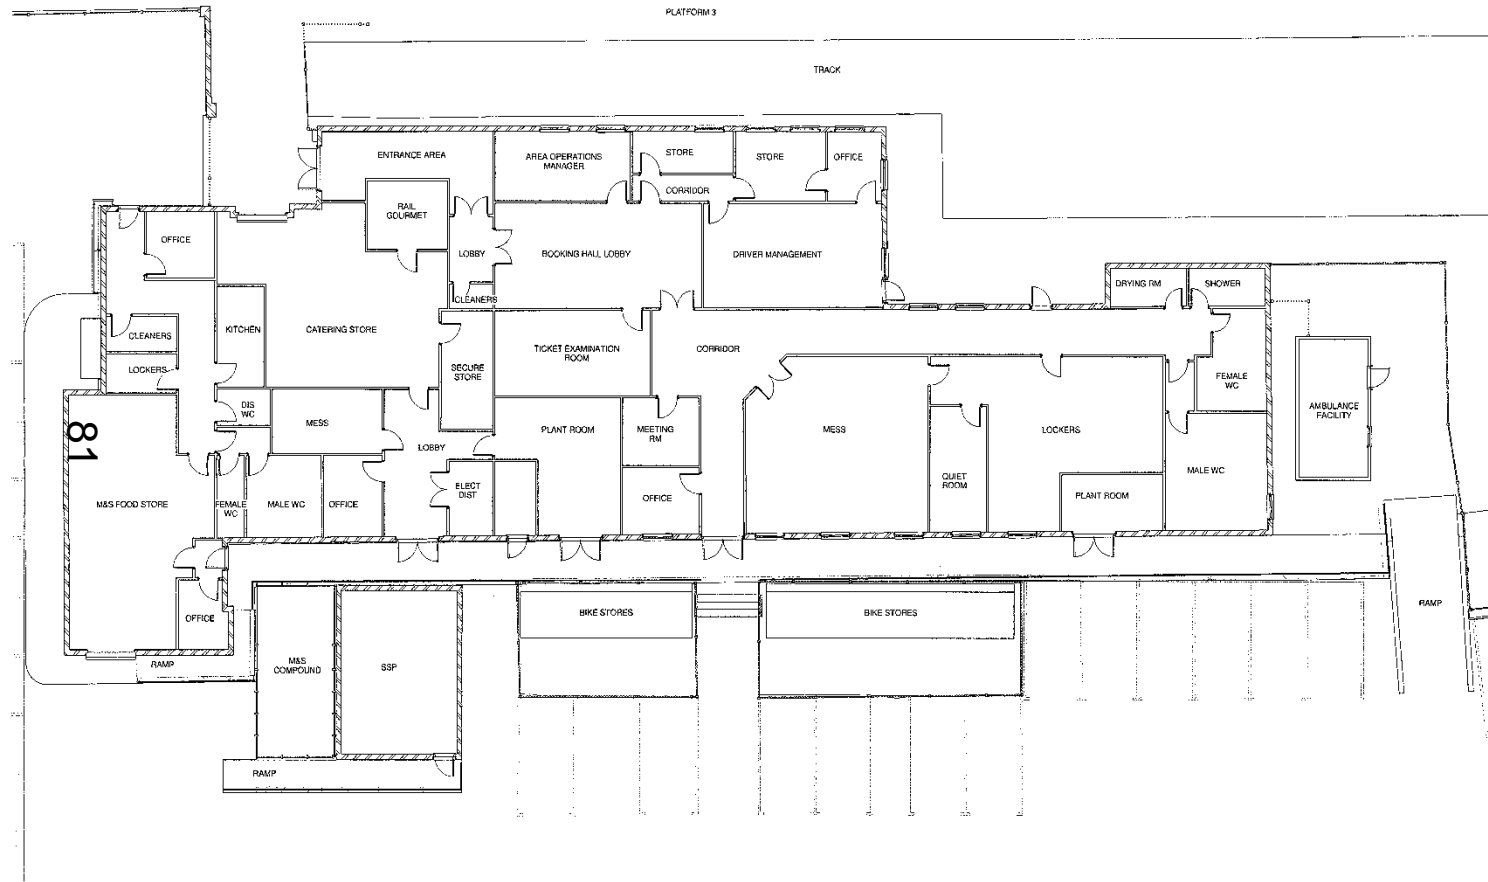 PLATFORM 3
TRACK
ENTRANCE AREA
AREA OPERATIONS
MANAGER
STORE
STORE
OFFICE
CORRIDOR
RAIL
GOURMET
OFFICE
LOBBY
BOOKING HALL LOBBY
DRIVER MANAGEMENT
CLEANERS
DRYING RM
SHOWER
KITCHEN
CATERING STORE
CLEANERS
LOCKERS
SECURE
STORE
TICKET EXAMINATION
ROOM
CORRIDOR
FEMALE
WC
AMBULANCE
FACILITY
DIS
WC
MESS
LOBBY
PLANT ROOM
MEETING
RM
MESS
LOCKERS
81
M&S FOOD STORE
FEMALE
WC
MALE WC
OFFICE
ELECT
DIST
OFFICE
QUIET
ROOM
PLANT ROOM
MALE WC
OFFICE
BIKE STORES
BIKE STORES
RAMP
RAMP
M&S
COMPOUND
SSP
RAMP